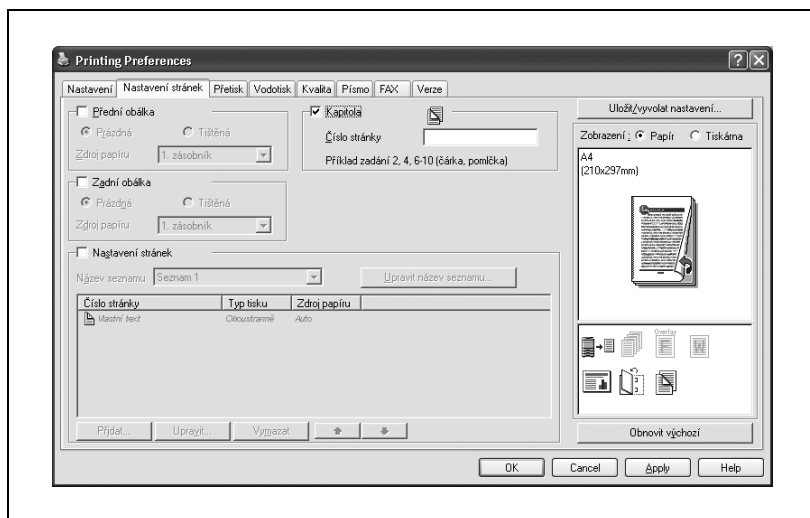 Printing Preferences
Nastavení Nastavení stránek Přetisk Vodotisk Kvalita Písmo FAX Verze
Přední obálka
Prázdná Tištěná
Zdroj papíru 1. zásobník
Zadní obálka
Prázdná Tištěná
Zdroj papíru 1. zásobník
Kapitola
Číslo stránky
Příklad zadání 2, 4, 6-10 (čárka, pomlčka)
Nastavení stránek
Název seznamu Seznam 1 Upravit název seznamu...
Číslo stránky Typ tisku Zdroj papíru
Vlastní text Oboustranně Auto
Přidat... Upravit... Vymazat
Uložit/vyvolat nastavení...
Zobrazení : Papír Tiskárna
A4
(210x297mm)
Overlay
Obnovit výchozí
OK Cancel Apply Help